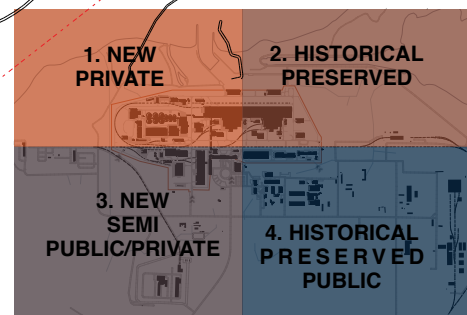 1. NEW
PRIVATE
2. HISTORICAL
PRESERVED
3. NEW
SEMI
PUBLIC/PRIVATE
4. HISTORICAL
PRESERVED
PUBLIC